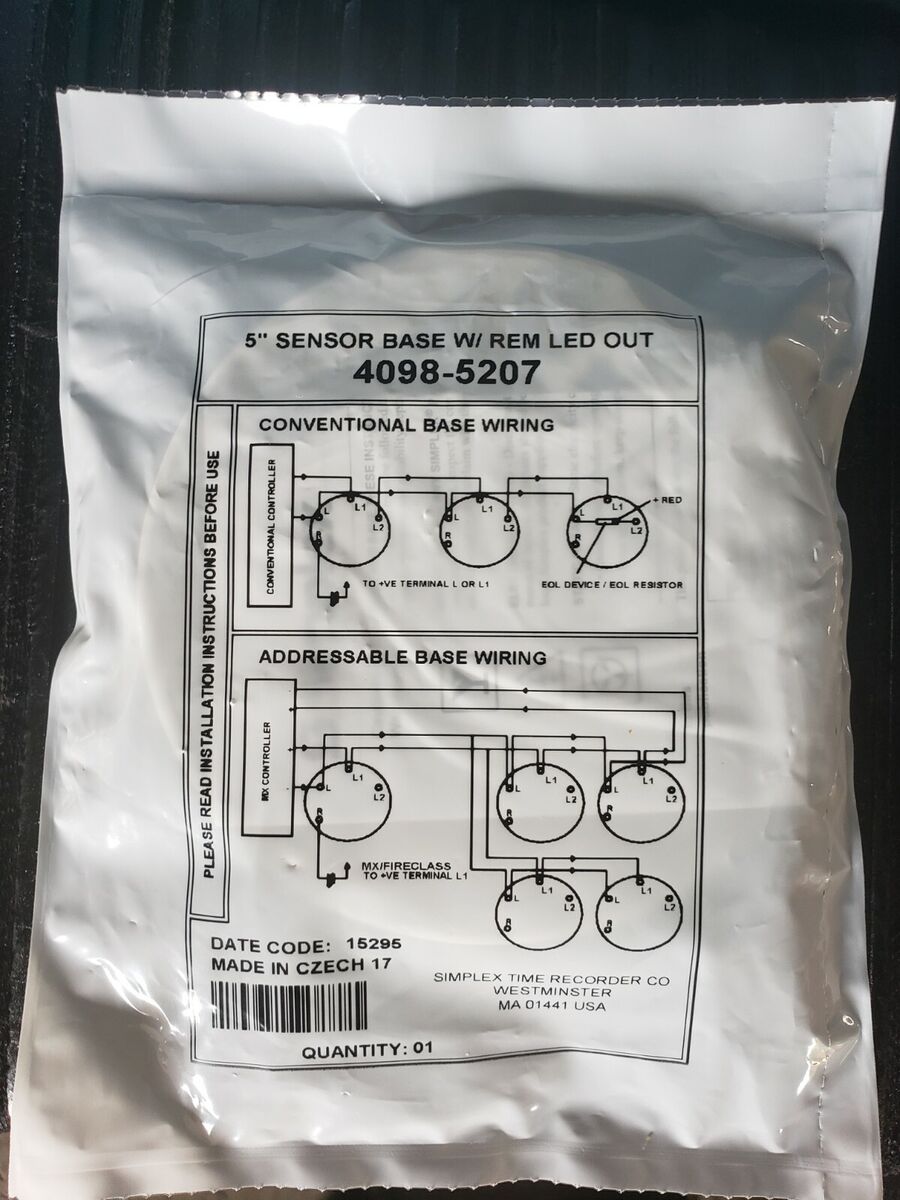 5" SENSOR BASE W/ REM LED OUT
4098-5207
PLEASE READ INSTALLATION INSTRUCTIONS BEFORE USE
CONVENTIONAL BASE WIRING
CONVENTIONAL CONTROLLER
L L1 L2 R
L L1 L2 R
L L1 L2 R
+ RED
TO +VE TERMINAL L OR L1
EOL DEVICE / EOL RESISTOR
ADDRESSABLE BASE WIRING
MX CONTROLLER
L L1 L2 R
L L1 L2 R
L L1 L2 R
MX/FIRECLASS
TO +VE TERMINAL L1
L L1 L2 R
L L1 L2 R
DATE CODE: 15295
MADE IN CZECH 17
SIMPLEX TIME RECORDER CO
WESTMINSTER
MA 01441 USA
QUANTITY: 01